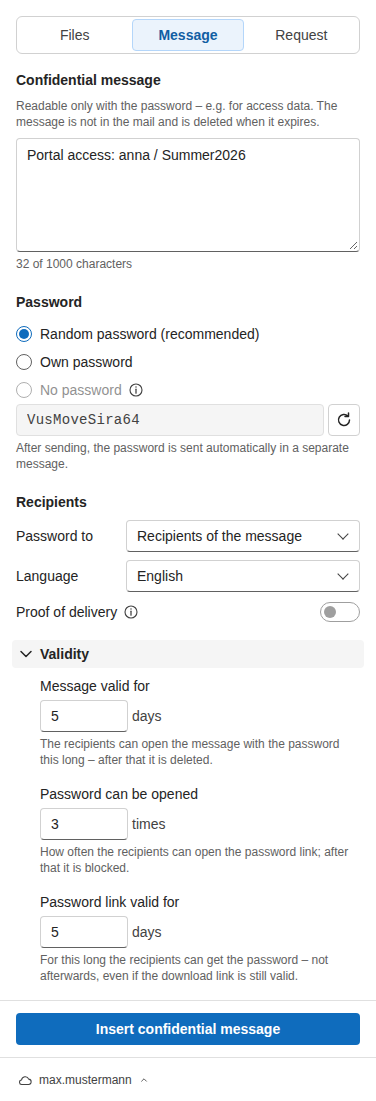 Files
Message
Request
Confidential message
Readable only with the password – e.g. for access data. The
message is not in the mail and is deleted when it expires.
Portal access: anna / Summer2026
32 of 1000 characters
Password
Random password (recommended)
Own password
No password
VusMoveSira64
After sending, the password is sent automatically in a separate
message.
Recipients
Password to
Recipients of the message
Language
English
Proof of delivery
Validity
Message valid for
5 days
The recipients can open the message with the password
this long – after that it is deleted.
Password can be opened
3 times
How often the recipients can open the password link; after
that it is blocked.
Password link valid for
5 days
For this long the recipients can get the password – not
afterwards, even if the download link is still valid.
Insert confidential message
max.mustermann